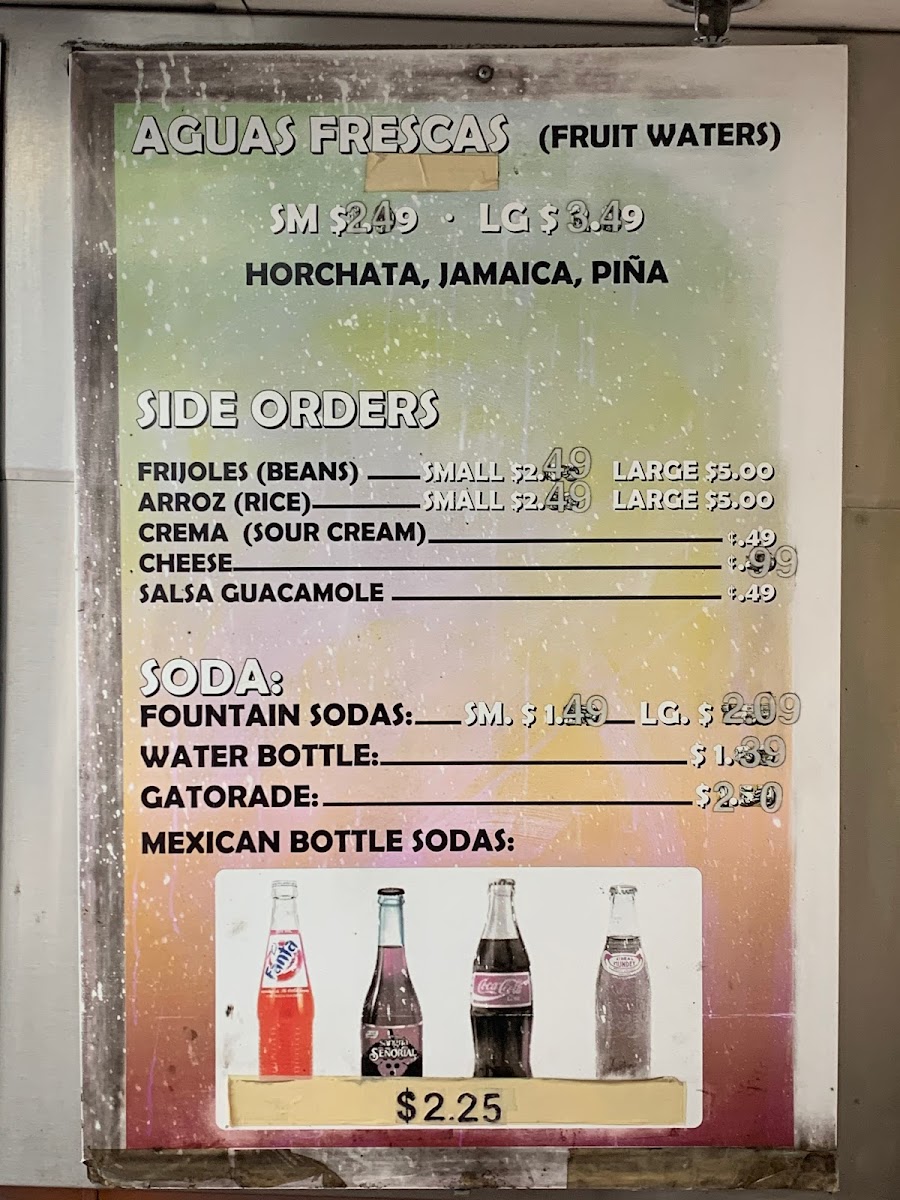 AGUAS FRESCAS (FRUIT WATERS)
SM $2.49 · LG $3.49
HORCHATA, JAMAICA, PIÑA
SIDE ORDERS
FRIJOLES (BEANS) SMALL $2.49 LARGE $5.00
ARROZ (RICE) SMALL $2.49 LARGE $5.00
CREMA (SOUR CREAM) ¢.49
CHEESE ¢.99
SALSA GUACAMOLE ¢.49
SODA:
FOUNTAIN SODAS: SM. $1.49 LG. $2.09
WATER BOTTLE: $1.39
GATORADE: $2.50
MEXICAN BOTTLE SODAS:
Fanta
Sangria
SEÑORIAL
Coca-Cola
SIDRAL
MUNDET
$2.25